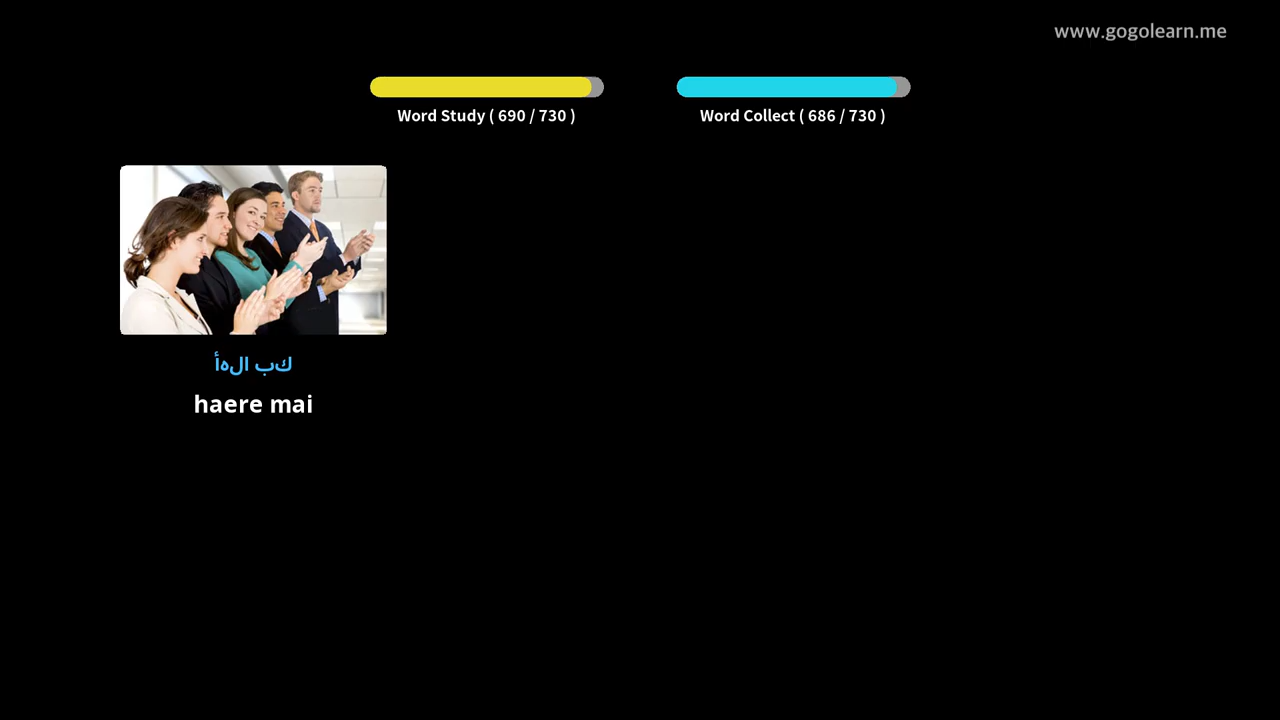 www.gogolearn.me
Word Study ( 690 / 730 )
Word Collect ( 686 / 730 )
كب الهأ
haere mai